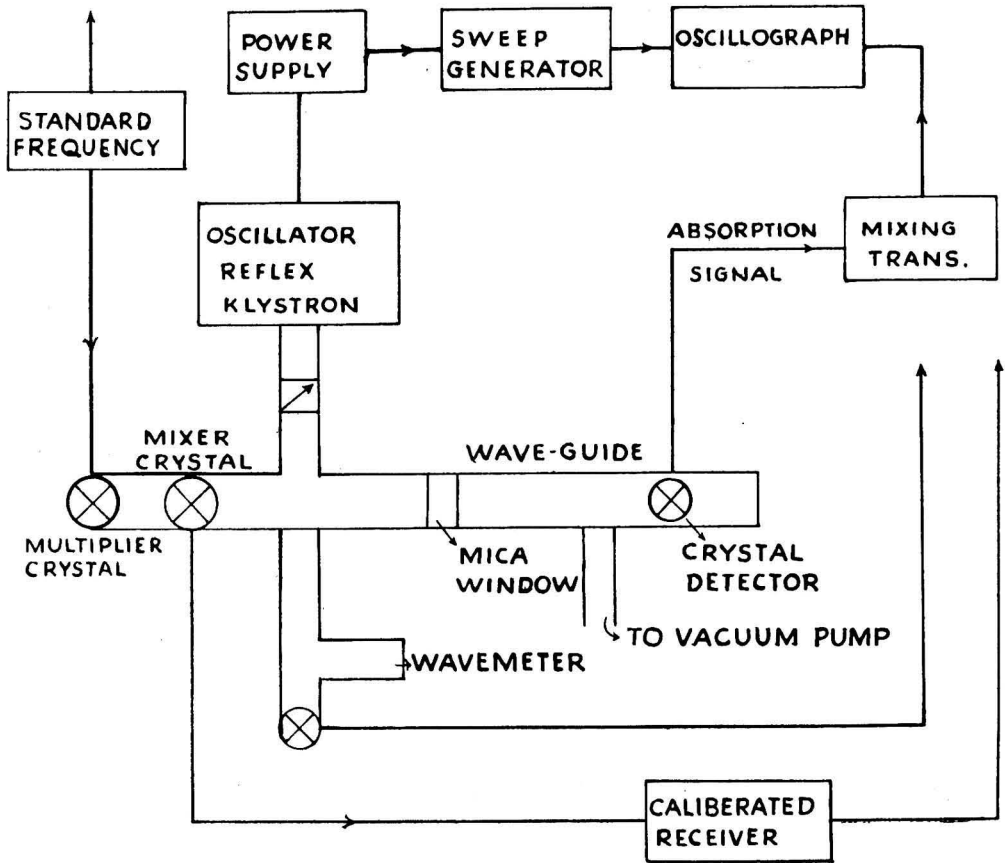 POWER
SUPPLY
SWEEP
GENERATOR
OSCILLOGRAPH
STANDARD
FREQUENCY
OSCILLATOR
REFLEX
KLYSTRON
ABSORPTION
SIGNAL
MIXING
TRANS.
MIXER
CRYSTAL
WAVE-GUIDE
MULTIPLIER
CRYSTAL
MICA
WINDOW
CRYSTAL
DETECTOR
TO VACUUM PUMP
WAVEMETER
CALIBERATED
RECEIVER